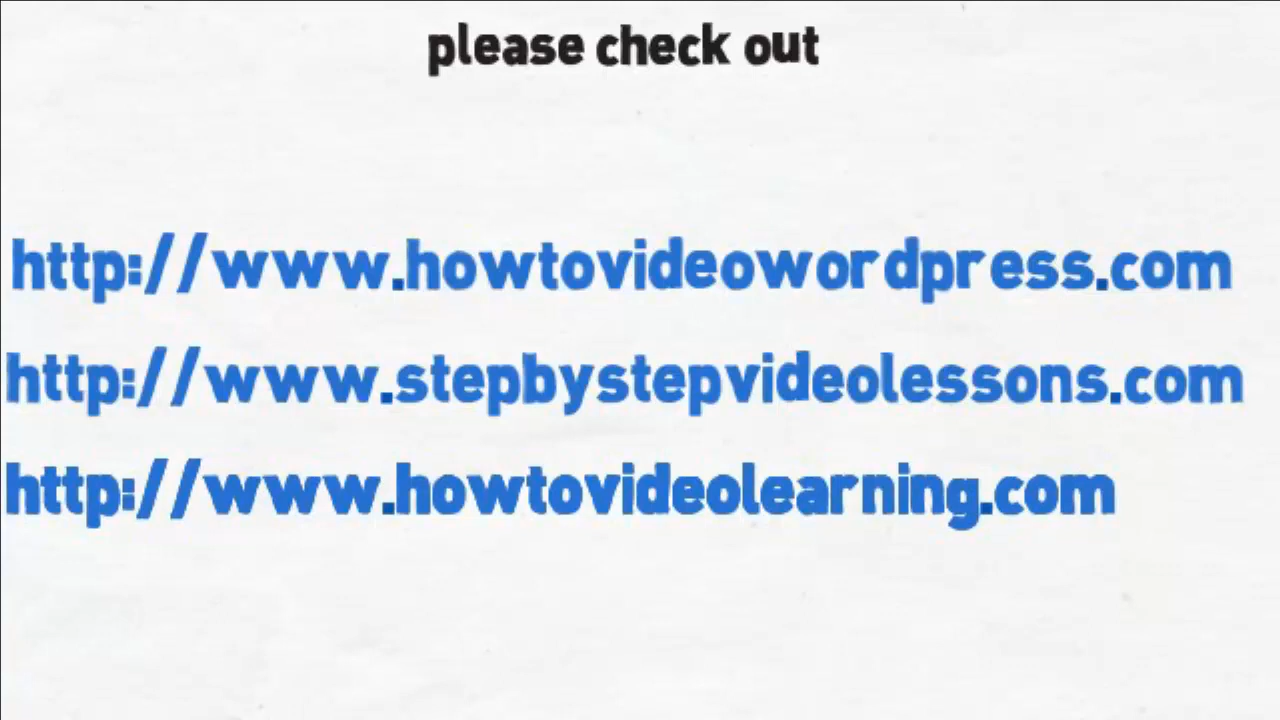 please check out
http://www.howtovideowordpress.com
http://www.stepbystepvideolessons.com
http://www.howtovideolearning.com